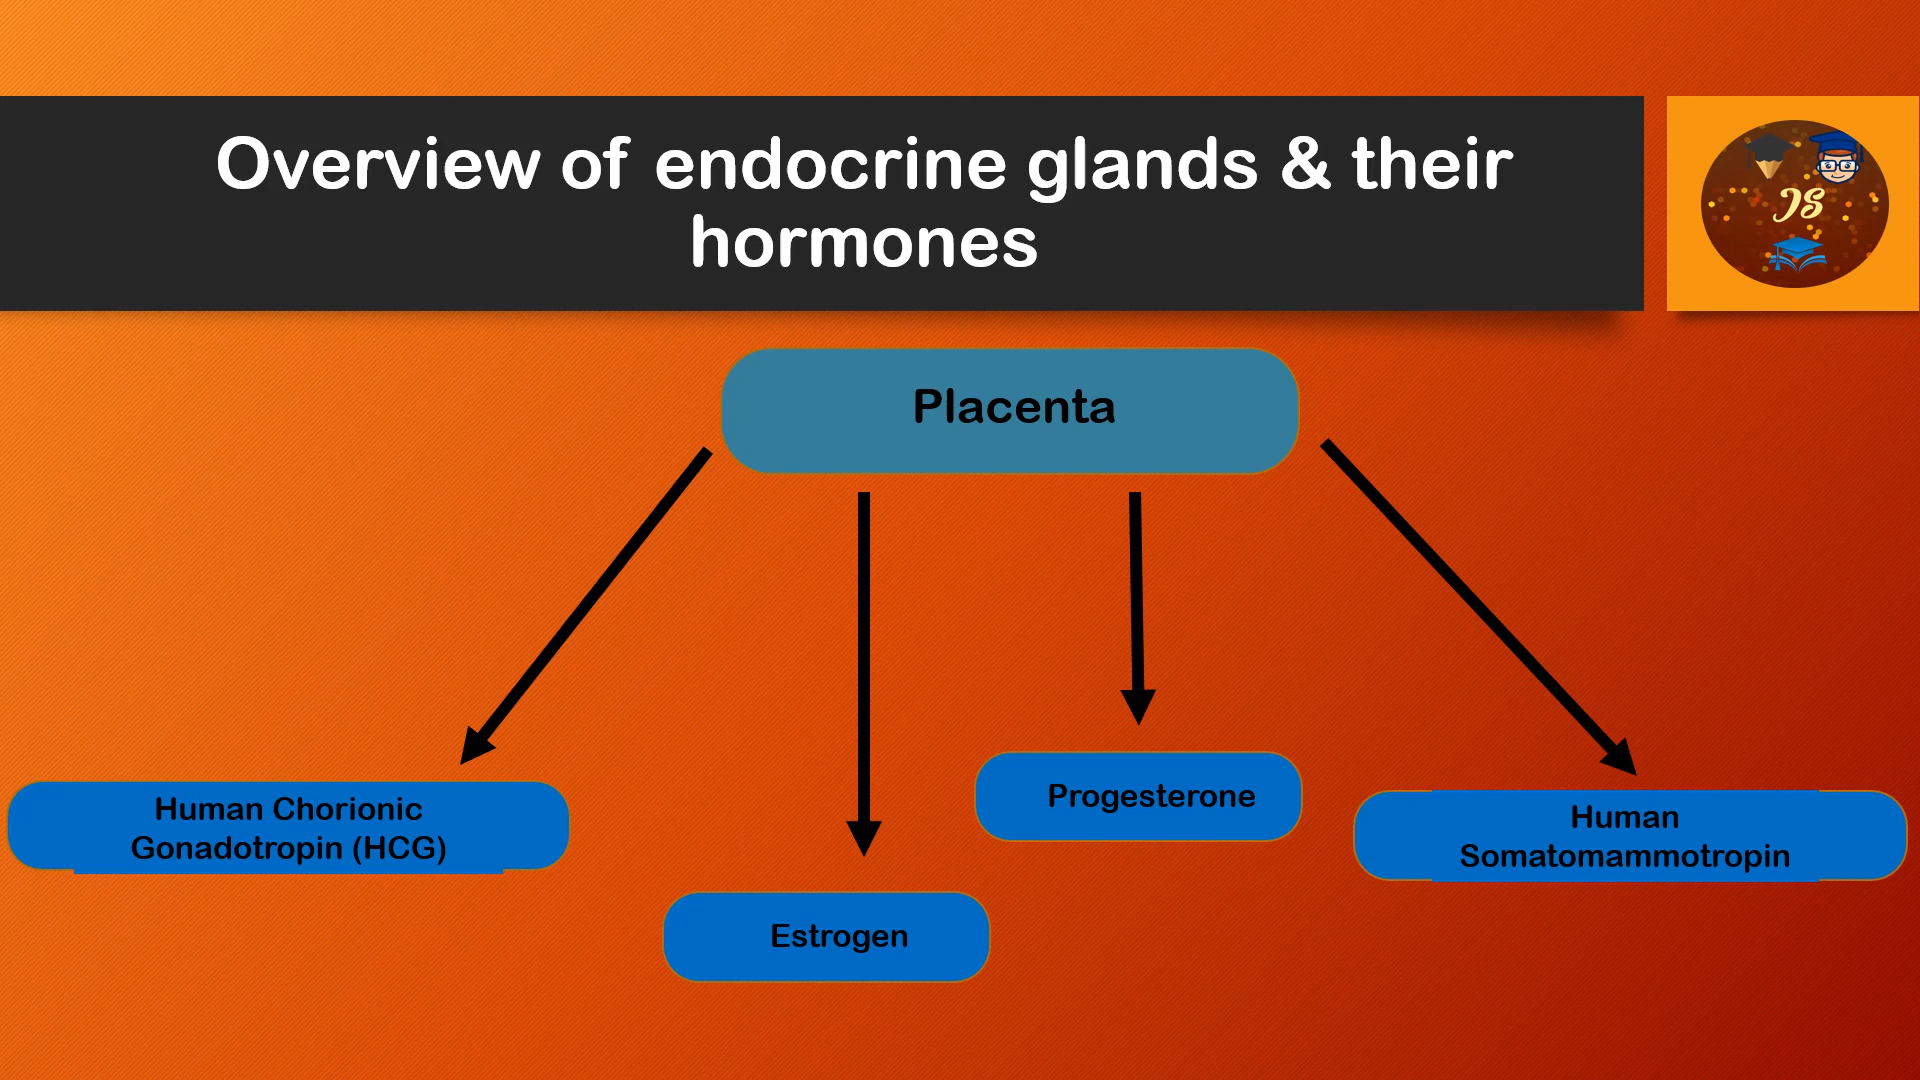 Overview of endocrine glands & their
hormones
JS
Placenta
Human Chorionic
Gonadotropin (HCG)
Estrogen
Progesterone
Human
Somatomammotropin